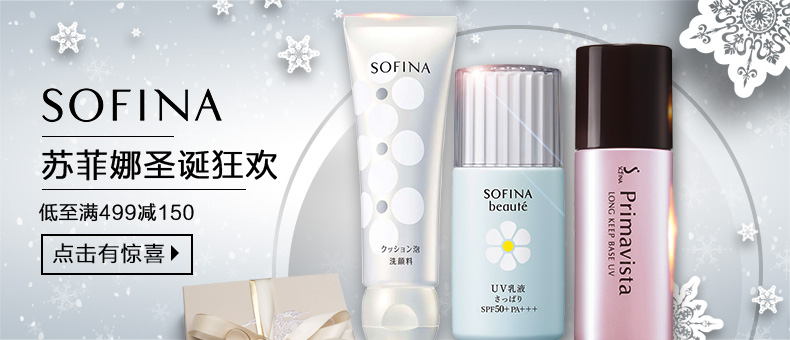 SOFINA
苏菲娜圣诞狂欢
低至满499减150
点击有惊喜
SOFINA
クッション泡
洗顔料
SOFINA
beauté
UV乳液
さっぱり
SPF50+PA+++
S
SOFINA
Primavista
LONG KEEP BASE UV